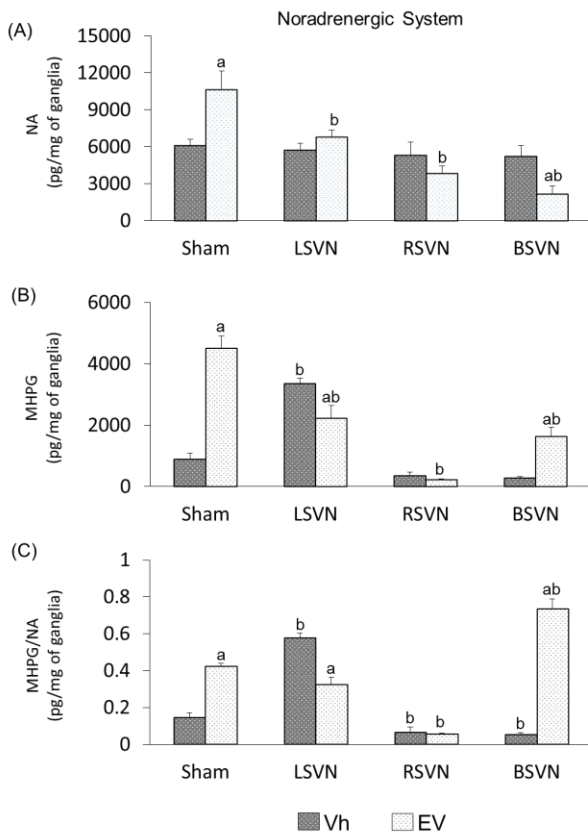 Noradrenergic System
(A)
NA
(pg/mg of ganglia)
15000
12000
9000
6000
3000
0
a
b
b
ab
Sham LSVN RSVN BSVN
(B)
MHPG
(pg/mg of ganglia)
6000
4000
2000
0
a
b
ab
b
ab
Sham LSVN RSVN BSVN
(C)
MHPG/NA
(pg/mg of ganglia)
1
0.8
0.6
0.4
0.2
0
a
b
a
b
b
b
ab
Sham LSVN RSVN BSVN
Vh EV